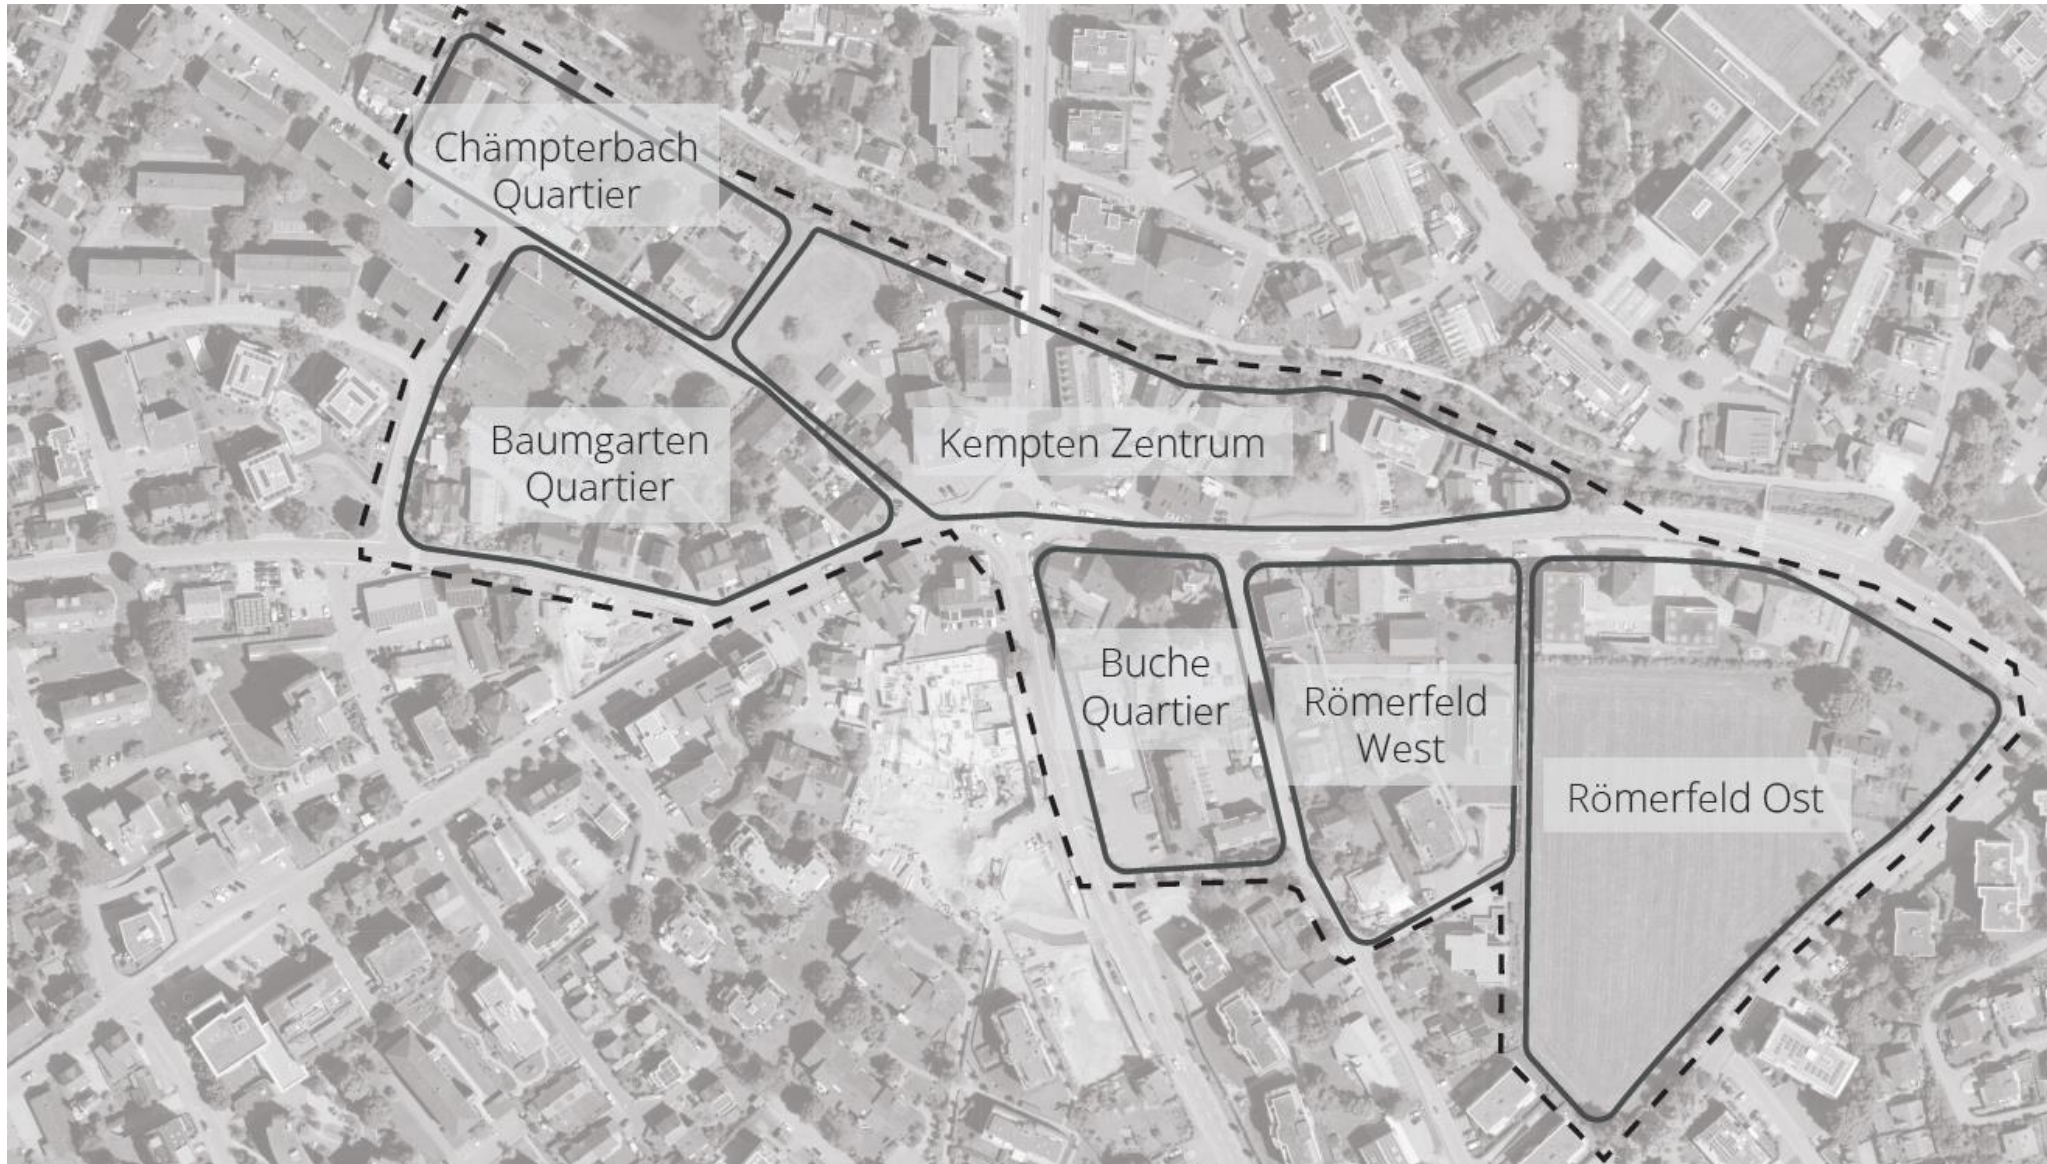 Chämpterbach
Quartier
Baumgarten
Quartier
Kempten Zentrum
Buche
Quartier
Römerfeld
West
Römerfeld Ost